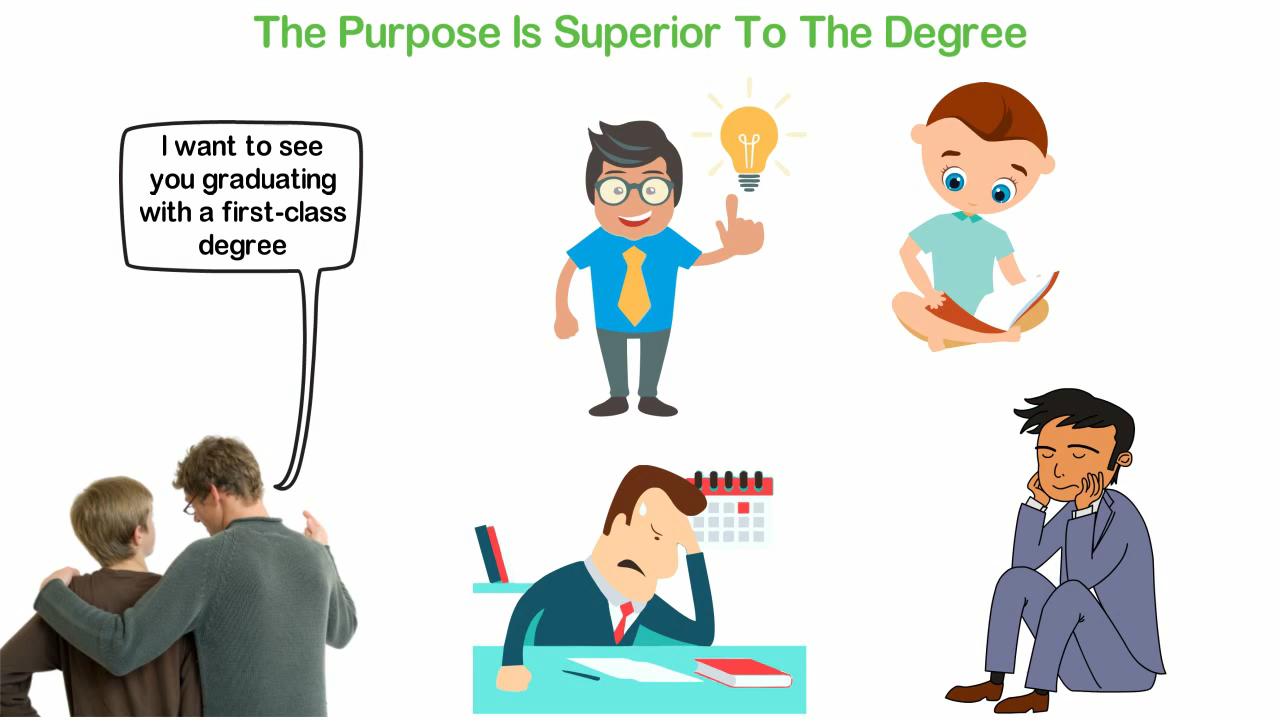 The Purpose Is Superior To The Degree
I want to see
you graduating
with a first-class
degree